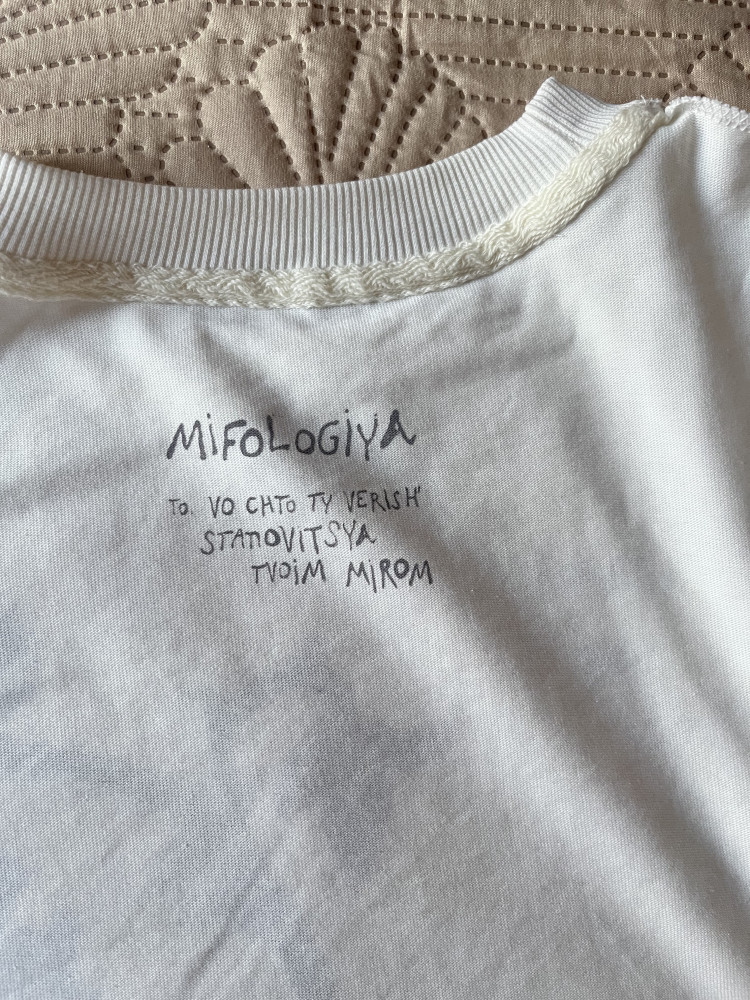 MiFOLOGiYA
To, VO CHTO TY VERISH'
STANOViTSYA
TVOiM MiROM